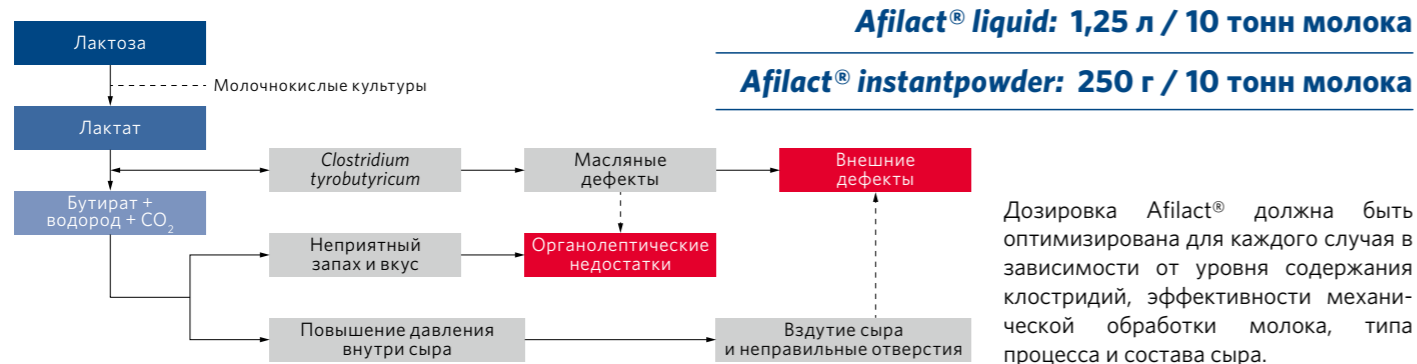 Afilact® liquid: 1,25 л / 10 тонн молока
Afilact® instantpowder: 250 г / 10 тонн молока
Лактоза
Молочнокислые культуры
Лактат
Clostridium
tyrobutyricum
Масляные
дефекты
Внешние
дефекты
Бутират +
водород + CO₂
Неприятный
запах и вкус
Органолептические
недостатки
Повышение давления
внутри сыра
Вздутие сыра
и неправильные отверстия
Дозировка Afilact® должна быть
оптимизирована для каждого случая в
зависимости от уровня содержания
клостридий, эффективности механи-
ческой обработки молока, типа
процесса и состава сыра.